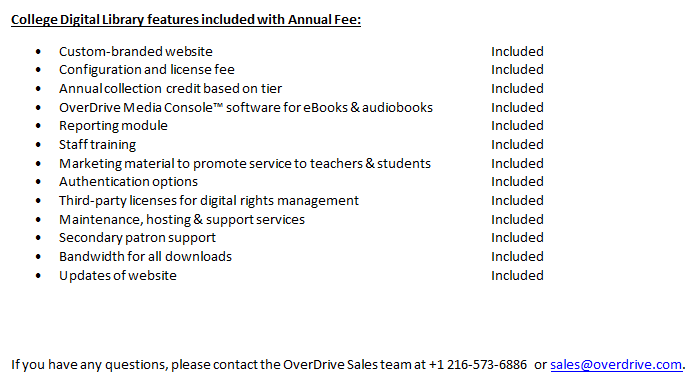 College Digital Library features included with Annual Fee:
• Custom-branded website Included
• Configuration and license fee Included
• Annual collection credit based on tier Included
• OverDrive Media Console™ software for eBooks & audiobooks Included
• Reporting module Included
• Staff training Included
• Marketing material to promote service to teachers & students Included
• Authentication options Included
• Third-party licenses for digital rights management Included
• Maintenance, hosting & support services Included
• Secondary patron support Included
• Bandwidth for all downloads Included
• Updates of website Included
If you have any questions, please contact the OverDrive Sales team at +1 216-573-6886 or sales@overdrive.com.